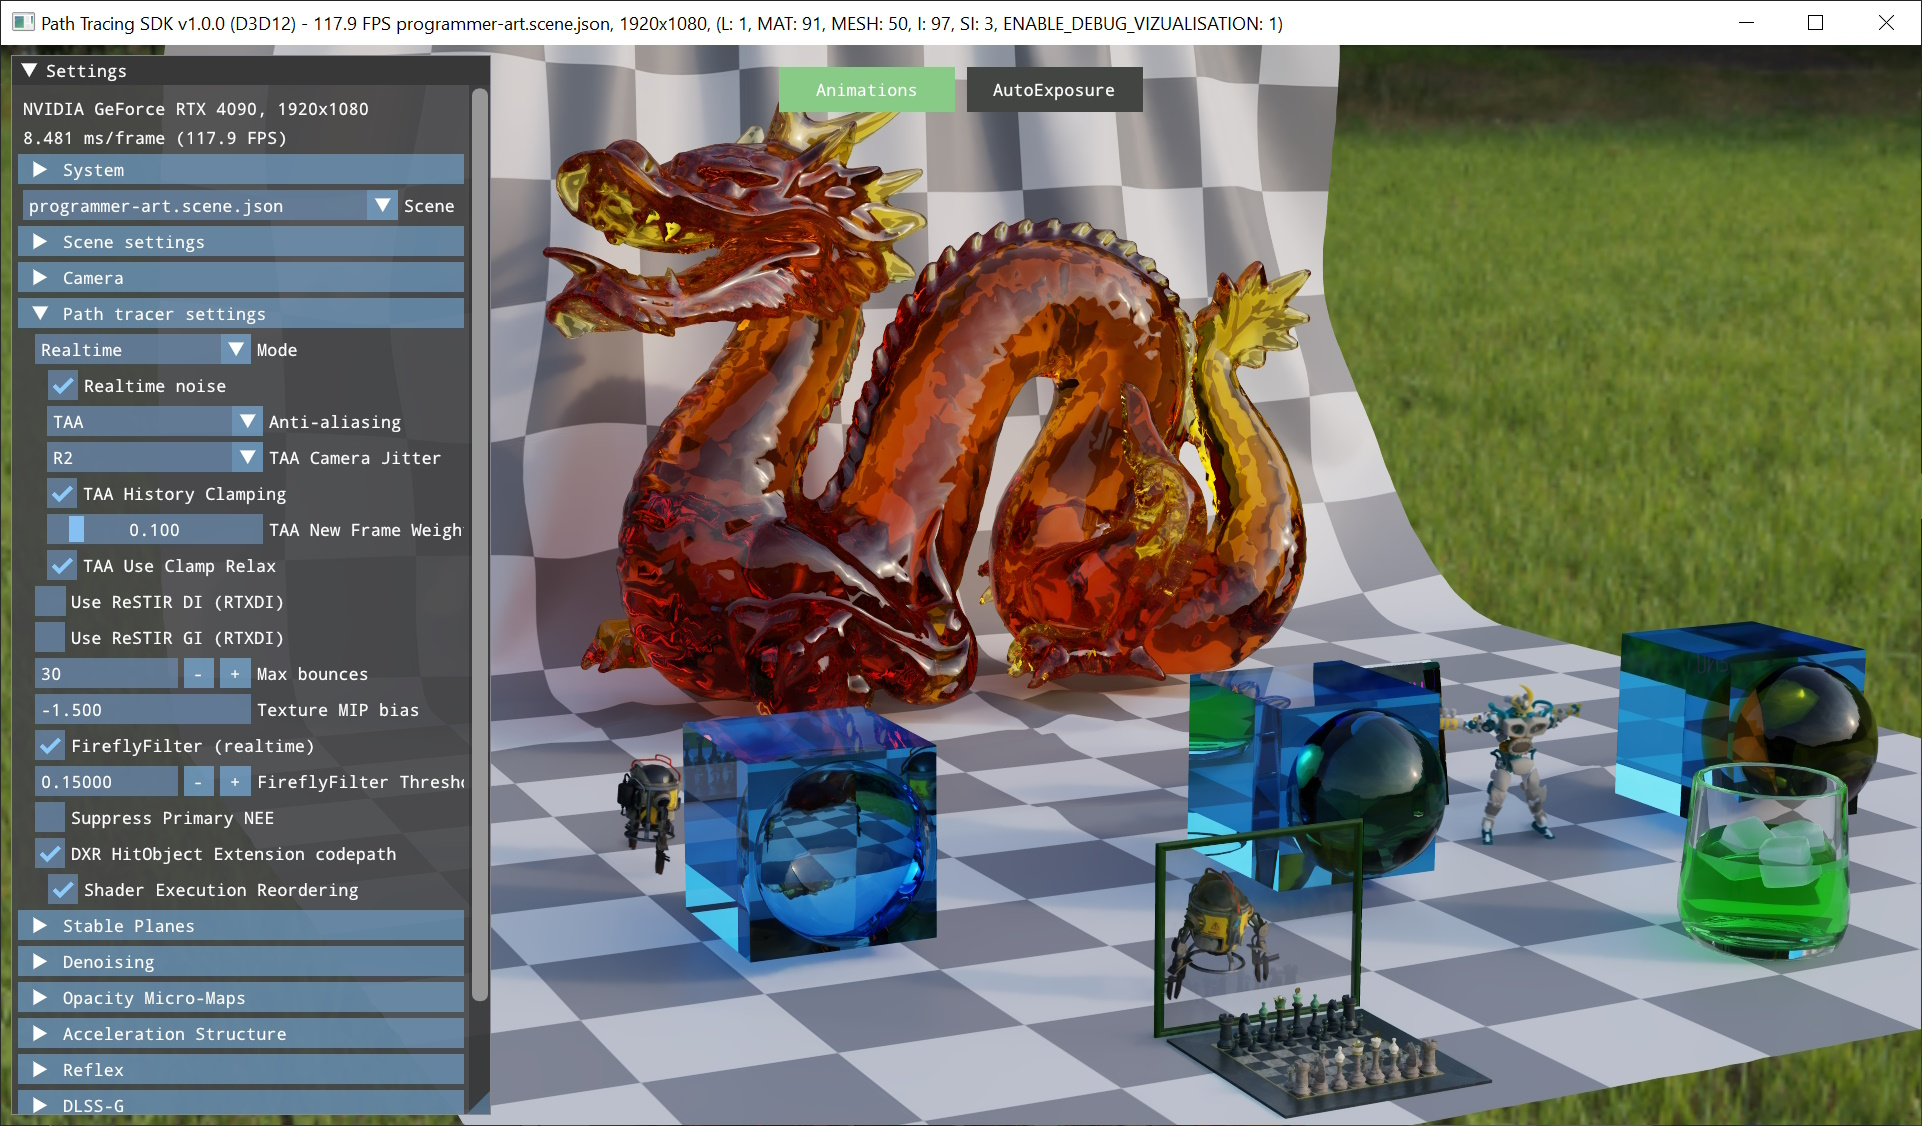 Path Tracing SDK v1.0.0 (D3D12) - 117.9 FPS programmer-art.scene.json, 1920x1080, (L: 1, MAT: 91, MESH: 50, I: 97, SI: 3, ENABLE_DEBUG_VIZUALISATION: 1)
Settings
NVIDIA GeForce RTX 4090, 1920x1080
8.481 ms/frame (117.9 FPS)
System
programmer-art.scene.json Scene
Scene settings
Camera
Path tracer settings
Realtime Mode
Realtime noise
TAA Anti-aliasing
R2 TAA Camera Jitter
TAA History Clamping
0.100 TAA New Frame Weigh
TAA Use Clamp Relax
Use ReSTIR DI (RTXDI)
Use ReSTIR GI (RTXDI)
30 - + Max bounces
-1.500 Texture MIP bias
FireflyFilter (realtime)
0.15000 - + FireflyFilter Thresho
Suppress Primary NEE
DXR HitObject Extension codepath
Shader Execution Reordering
Stable Planes
Denoising
Opacity Micro-Maps
Acceleration Structure
Reflex
DLSS-G
Animations
AutoExposure